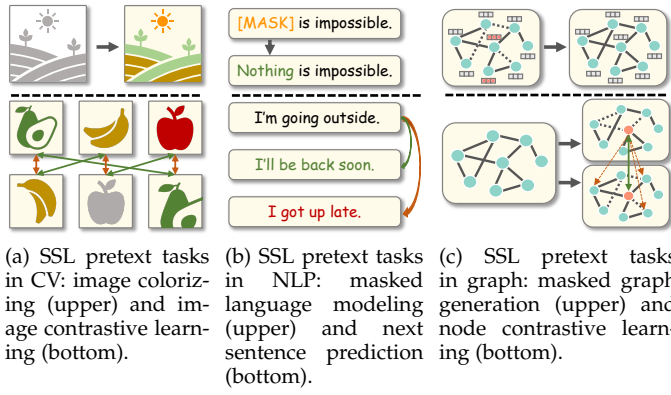 [MASK] is impossible.
Nothing is impossible.
I'm going outside.
I'll be back soon.
I got up late.
(a) SSL pretext tasks
in CV: image coloriz-
ing (upper) and im-
age contrastive learn-
ing (bottom).
(b) SSL pretext tasks
in NLP: masked
language modeling
(upper) and next
sentence prediction
(bottom).
(c) SSL pretext tasks
in graph: masked graph
generation (upper) and
node contrastive learn-
ing (bottom).